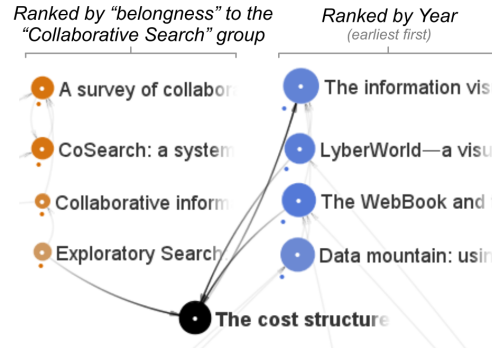 Ranked by “belongness” to the
“Collaborative Search” group
Ranked by Year
(earliest first)
A survey of collabor
CoSearch: a system
Collaborative inform
Exploratory Search
The information vis
LyberWorld—a visu
The WebBook and
Data mountain: usin
The cost structure